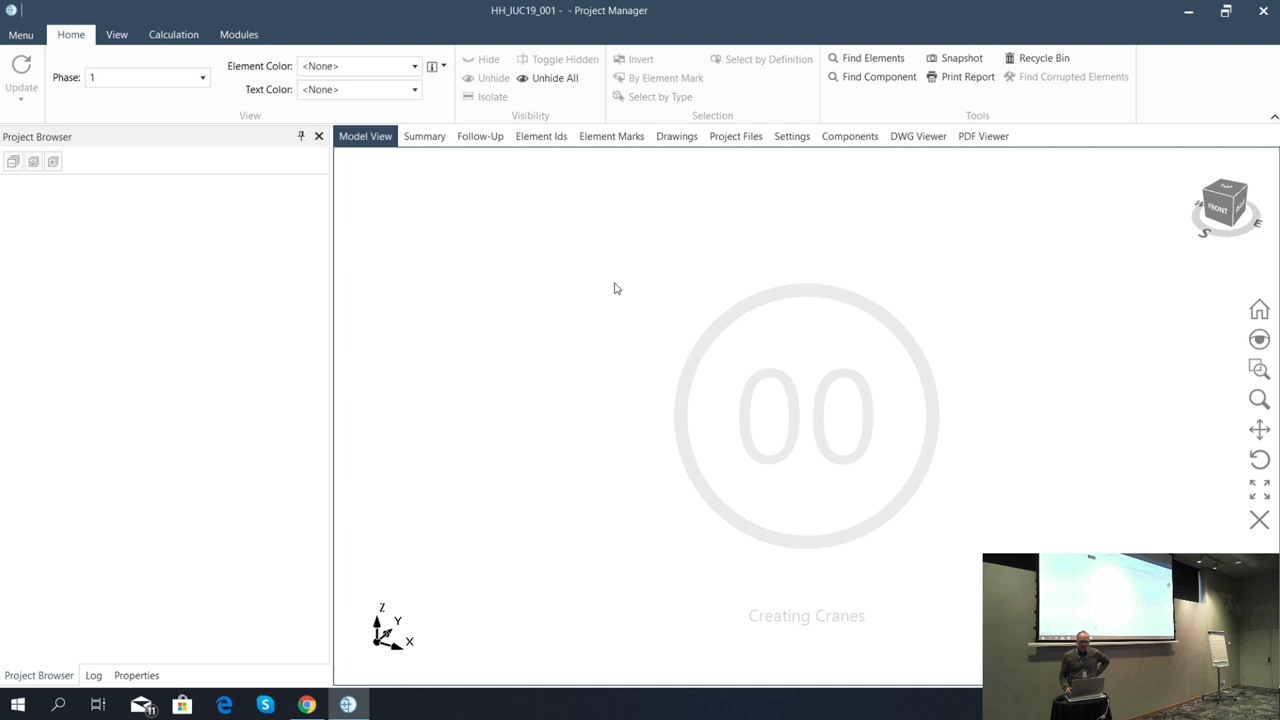 HH_IUC19_001 - - Project Manager
Menu Home View Calculation Modules
Update
Phase: 1
Element Color: <None>
Text Color: <None>
View
Hide Toggle Hidden
Unhide Unhide All
Isolate
Visibility
Invert Select by Definition
By Element Mark
Select by Type
Selection
Find Elements Snapshot Recycle Bin
Find Component Print Report Find Corrupted Elements
Tools
Project Browser
Model View Summary Follow-Up Element Ids Element Marks Drawings Project Files Settings Components DWG Viewer PDF Viewer
TOP
FRONT
S E
00
Creating Cranes
Z
Y
X
Project Browser Log Properties
11